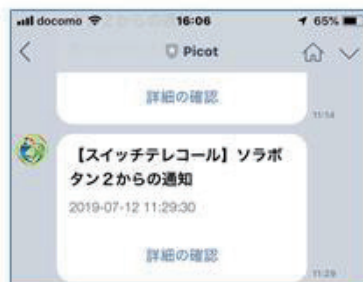 docomo 16:06 65%
Picot
詳細の確認
11:14
【スイッチテレコール】ソラボ
タン2からの通知
2019-07-12 11:29:30
詳細の確認
11:29